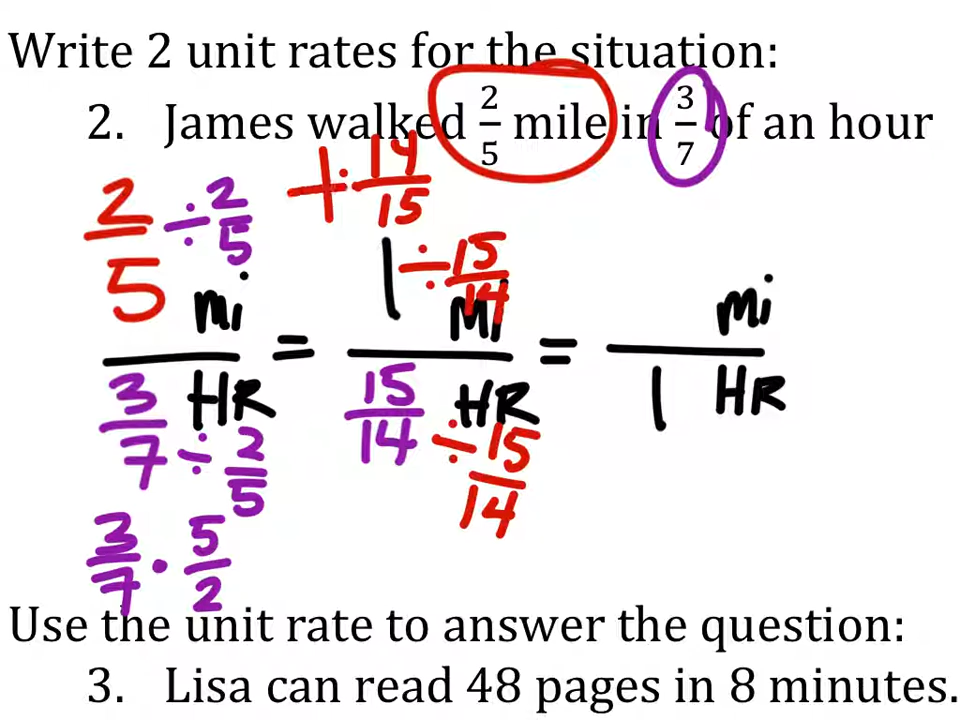 Write 2 unit rates for the situation:
2. James walked 2/5 mile in 3/7 of an hour
1 ÷ 14/15
2/5 ÷ 2/5 mi = 1 ÷ 15/14 mi = mi
3/7 HR ÷ 2/5 15/14 HR ÷ 15/14 1 HR
3/7 · 5/2
Use the unit rate to answer the question:
3. Lisa can read 48 pages in 8 minutes.